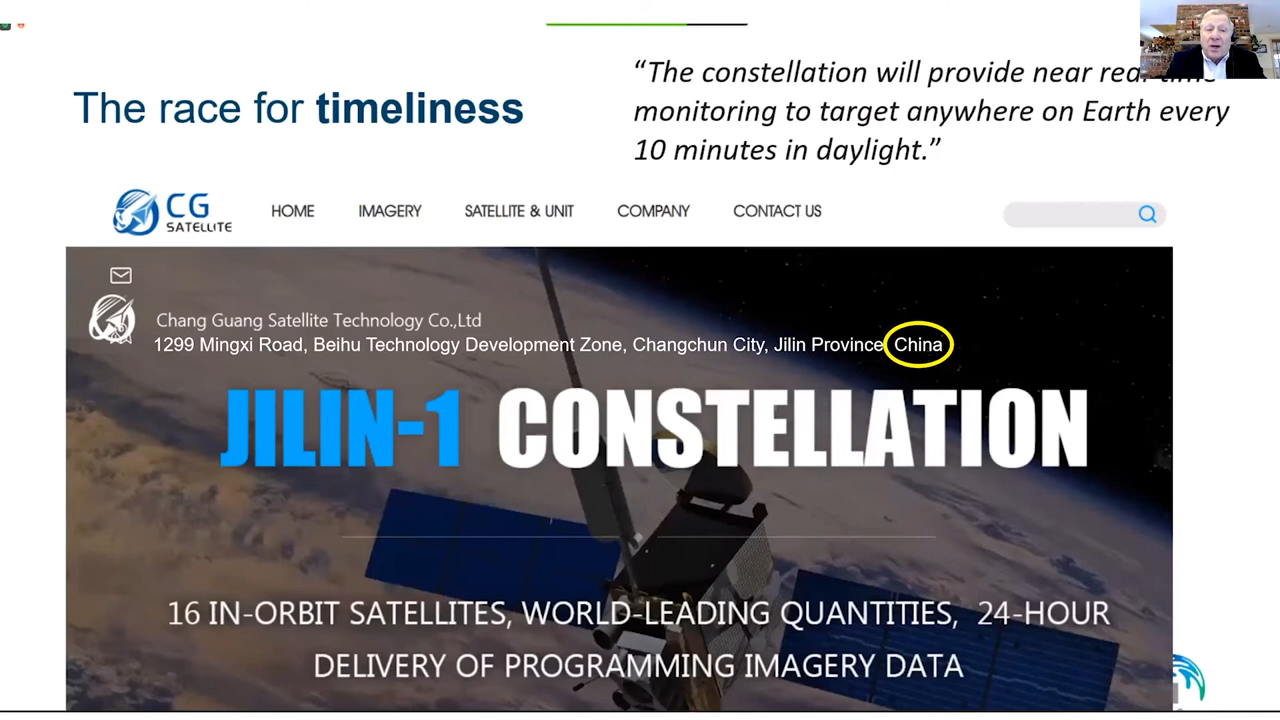 The race for timeliness
“The constellation will provide near real time
monitoring to target anywhere on Earth every
10 minutes in daylight.”
CG
SATELLITE
HOME
IMAGERY
SATELLITE & UNIT
COMPANY
CONTACT US
Chang Guang Satellite Technology Co.,Ltd
1299 Mingxi Road, Beihu Technology Development Zone, Changchun City, Jilin Province China
JILIN-1 CONSTELLATION
16 IN-ORBIT SATELLITES, WORLD-LEADING QUANTITIES, 24-HOUR
DELIVERY OF PROGRAMMING IMAGERY DATA